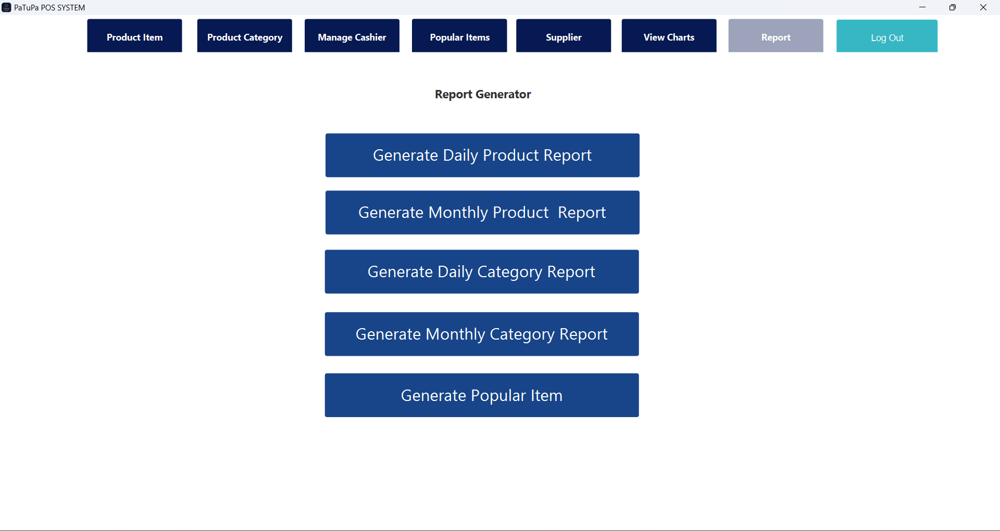 PaTuPa POS SYSTEM
Product Item
Product Category
Manage Cashier
Popular Items
Supplier
View Charts
Report
Log Out
Report Generator
Generate Daily Product Report
Generate Monthly Product  Report
Generate Daily Category Report
Generate Monthly Category Report
Generate Popular Item